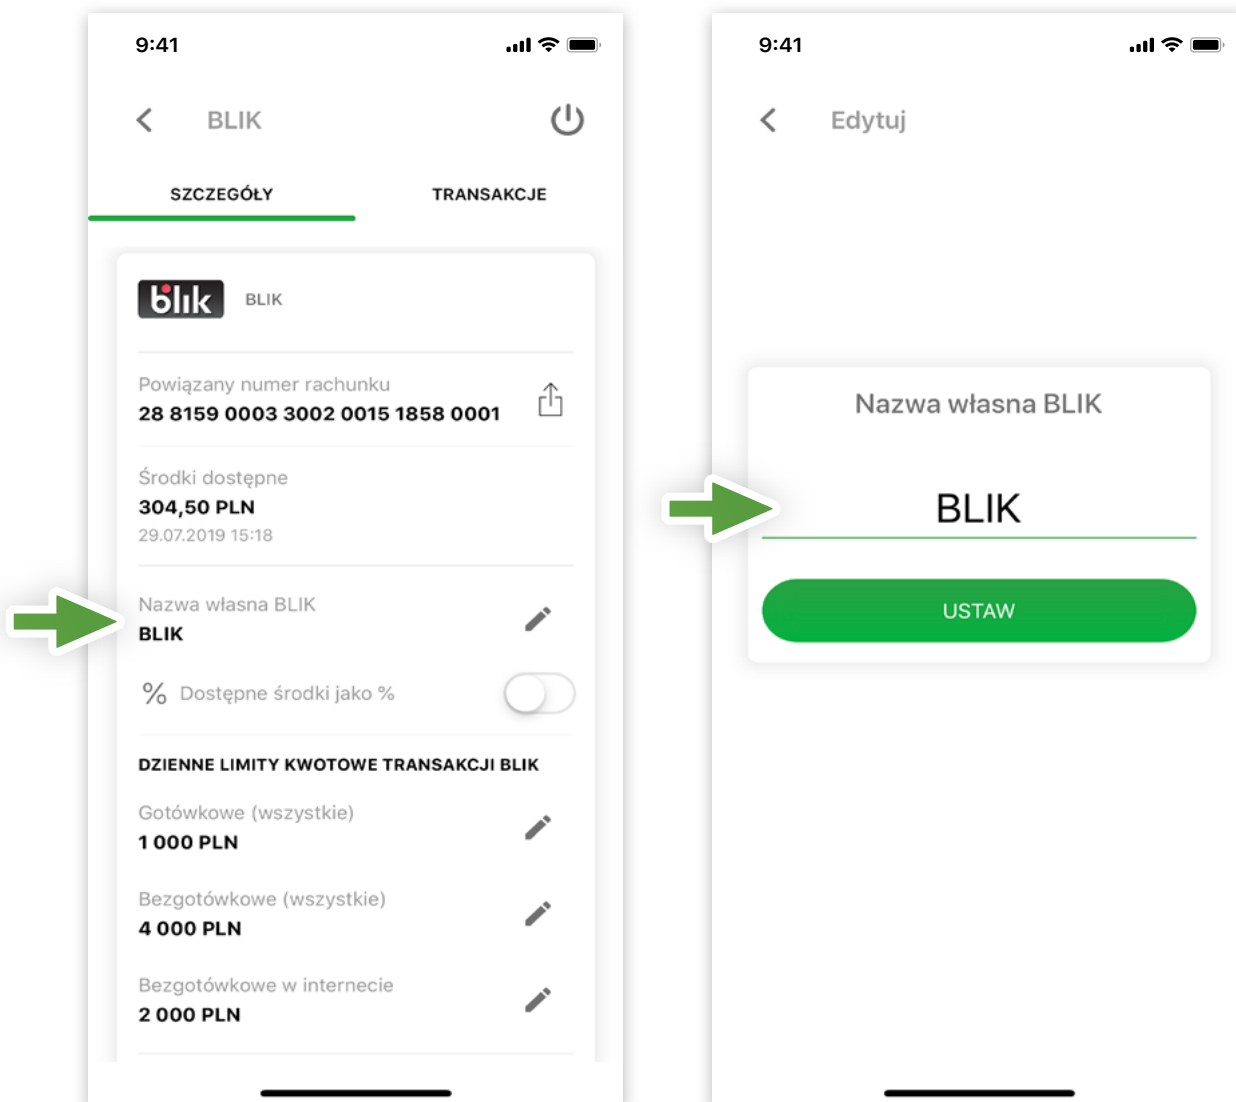 9:41
BLIK
SZCZEGÓŁY TRANSAKCJE
blik BLIK
Powiązany numer rachunku
28 8159 0003 3002 0015 1858 0001
Środki dostępne
304,50 PLN
29.07.2019 15:18
Nazwa własna BLIK
BLIK
% Dostępne środki jako %
DZIENNE LIMITY KWOTOWE TRANSAKCJI BLIK
Gotówkowe (wszystkie)
1 000 PLN
Bezgotówkowe (wszystkie)
4 000 PLN
Bezgotówkowe w internecie
2 000 PLN
9:41
Edytuj
Nazwa własna BLIK
BLIK
USTAW